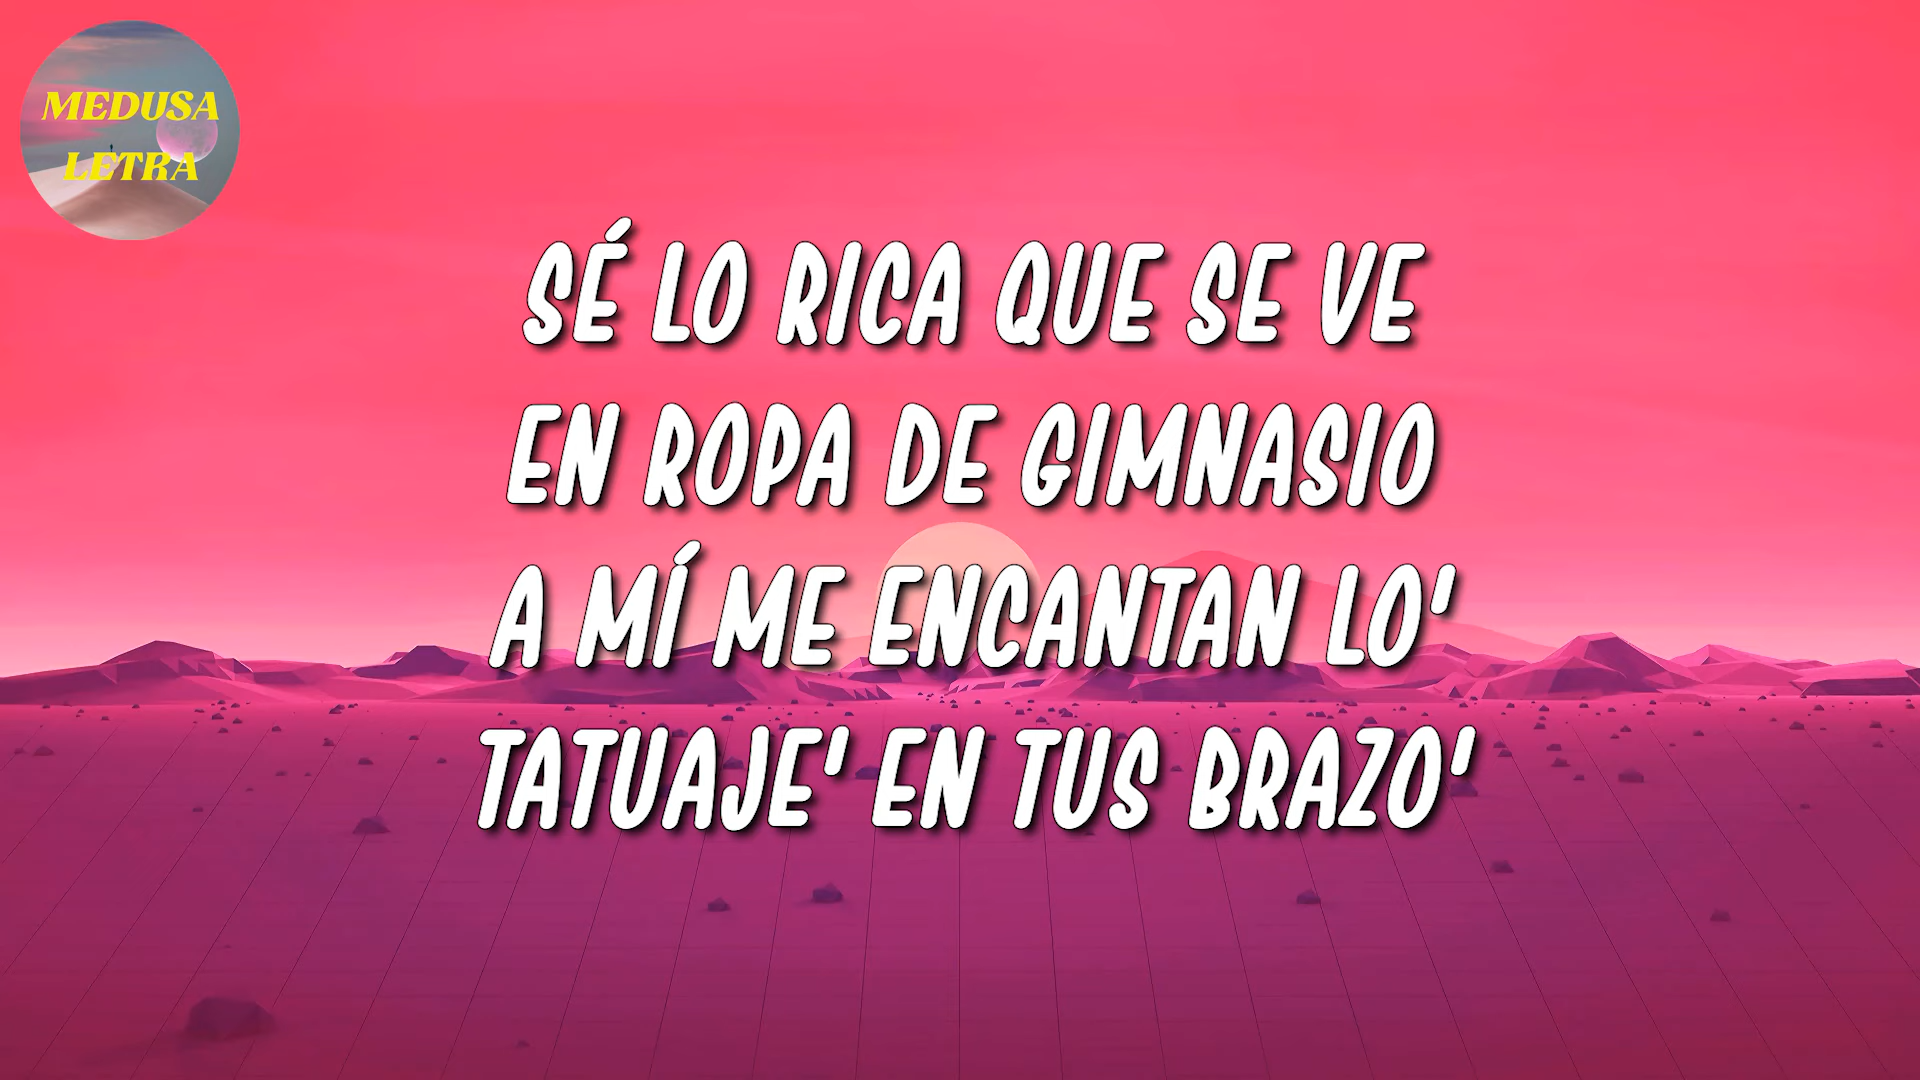 MEDUSA
LETRA
SÉ LO RICA QUE SE VE
EN ROPA DE GIMNASIO
A MÍ ME ENCANTAN LO'
TATUAJE' EN TUS BRAZO'